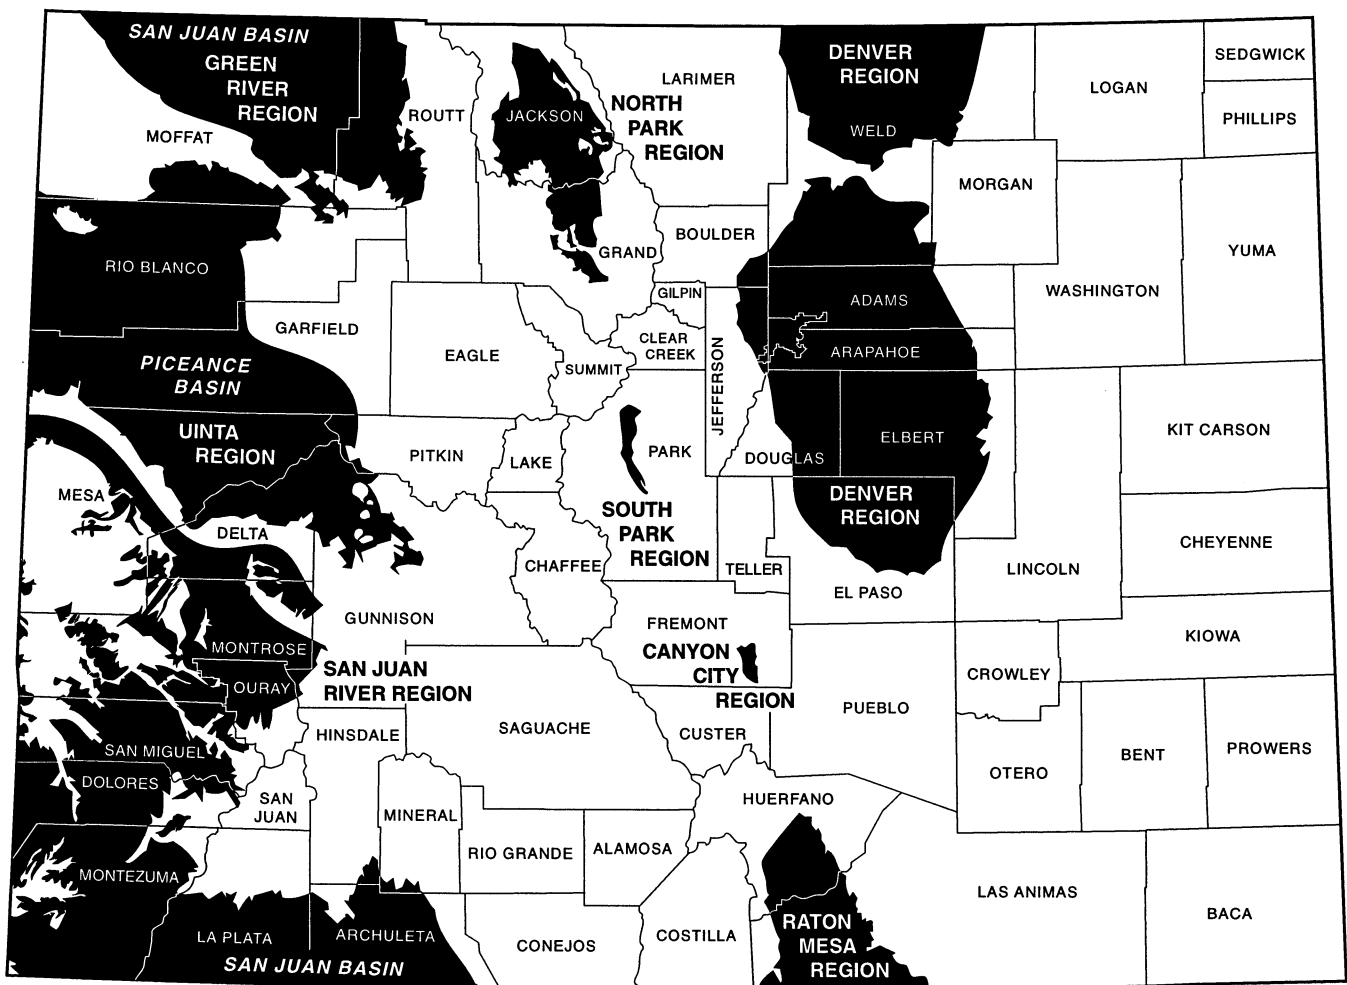 SAN JUAN BASIN
GREEN
RIVER
REGION
DENVER
REGION
SEDGWICK
LARIMER
LOGAN
NORTH
PARK
REGION
ROUTT
JACKSON
PHILLIPS
WELD
MOFFAT
MORGAN
BOULDER
GRAND
YUMA
RIO BLANCO
GILPIN
ADAMS
WASHINGTON
GARFIELD
CLEAR
CREEK
EAGLE
ARAPAHOE
SUMMIT
JEFFERSON
PICEANCE
BASIN
UINTA
REGION
PITKIN
LAKE
PARK
DOUGLAS
ELBERT
KIT CARSON
MESA
DELTA
SOUTH
PARK
REGION
DENVER
REGION
CHAFFEE
TELLER
EL PASO
LINCOLN
CHEYENNE
GUNNISON
FREMONT
CANYON
CITY
REGION
KIOWA
MONTROSE
OURAY
SAN JUAN
RIVER REGION
CROWLEY
PUEBLO
SAGUACHE
HINSDALE
CUSTER
SAN MIGUEL
DOLORES
OTERO
BENT
PROWERS
SAN
JUAN
MINERAL
HUERFANO
RIO GRANDE
ALAMOSA
MONTEZUMA
LAS ANIMAS
BACA
LA PLATA
ARCHULETA
CONEJOS
COSTILLA
RATON
MESA
REGION
SAN JUAN BASIN